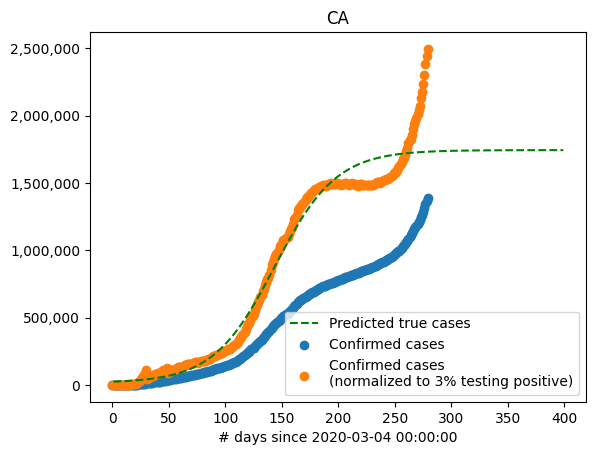 CA
2,500,000
2,000,000
1,500,000
1,000,000
500,000
0
Predicted true cases
Confirmed cases
Confirmed cases
(normalized to 3% testing positive)
0 50 100 150 200 250 300 350 400
# days since 2020-03-04 00:00:00